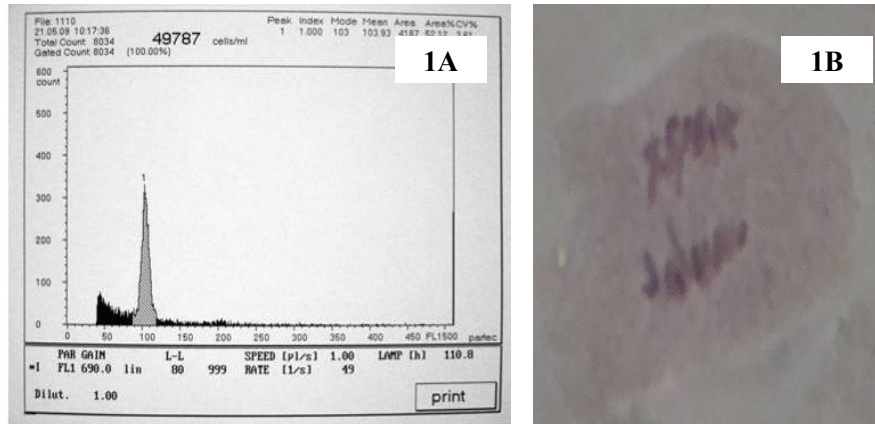 File: 1110
21.05.09 10:17:36
Total Count 8034
Gated Count 8034 (100.00%)
49787 cells/ml
Peak Index Mode Mean Area Area% CV%
1 1.000 103 103.93 4187 52.12
1A
600
count
500
400
300
200
100
0
1
0 50 100 150 200 250 300 350 400 450 FL1 500 partec
PAR GAIN L-L SPEED [µl/s] 1.00 LAMP [h] 110.8
*I FL1 690.0 lin 80 999 RATE [1/s] 49
Dilut. 1.00
print
1B